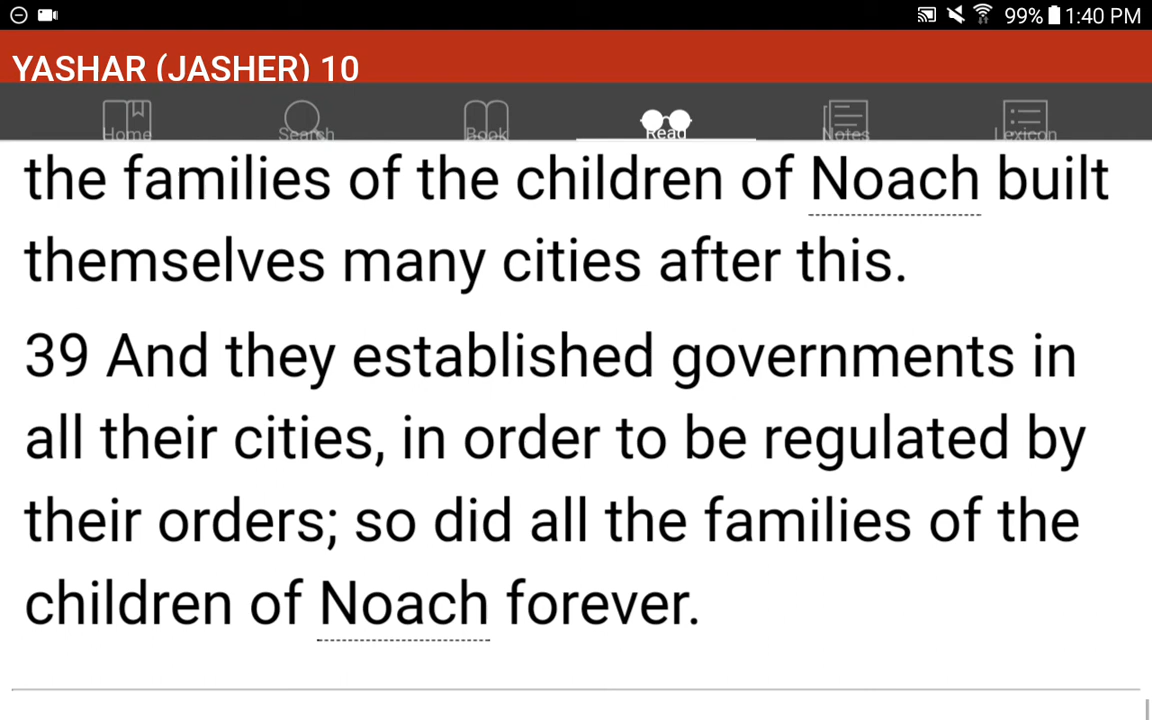 99% 1:40 PM
YASHAR (JASHER) 10
Home Search Book Read Notes Lexicon
the families of the children of Noach built
themselves many cities after this.
39 And they established governments in
all their cities, in order to be regulated by
their orders; so did all the families of the
children of Noach forever.